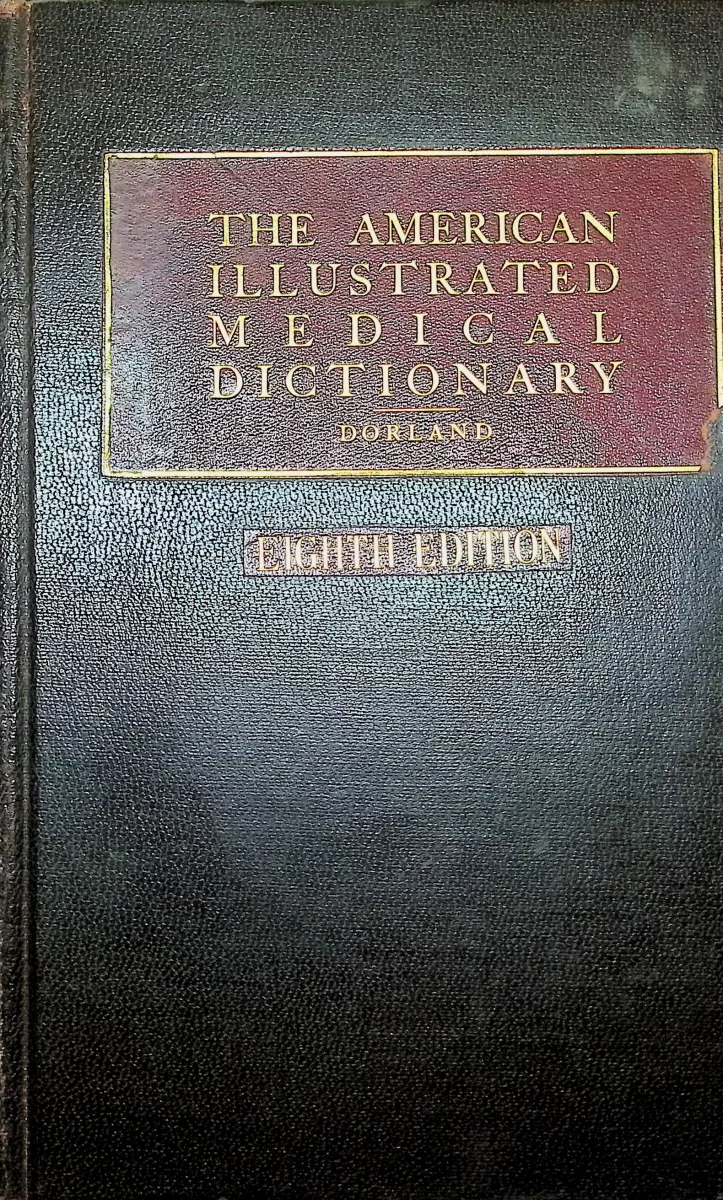 THE AMERICAN
ILLUSTRATED
MEDICAL
DICTIONARY
DORLAND
EIGHTH EDITION